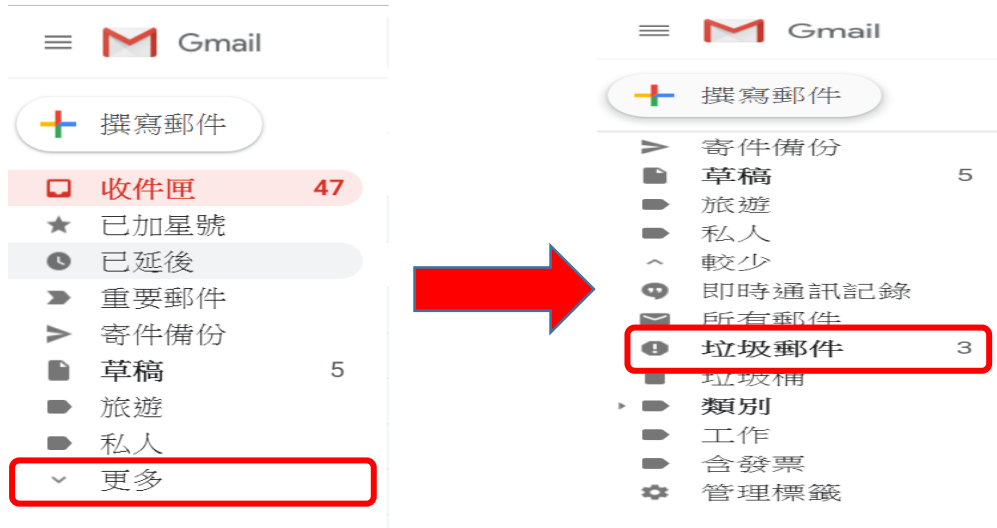 Gmail
撰寫郵件
收件匣 47
已加星號
已延後
重要郵件
寄件備份
草稿 5
旅遊
私人
更多
Gmail
撰寫郵件
寄件備份
草稿 5
旅遊
私人
較少
即時通訊記錄
所有郵件
垃圾郵件 3
垃圾桶
類別
工作
含發票
管理標籤